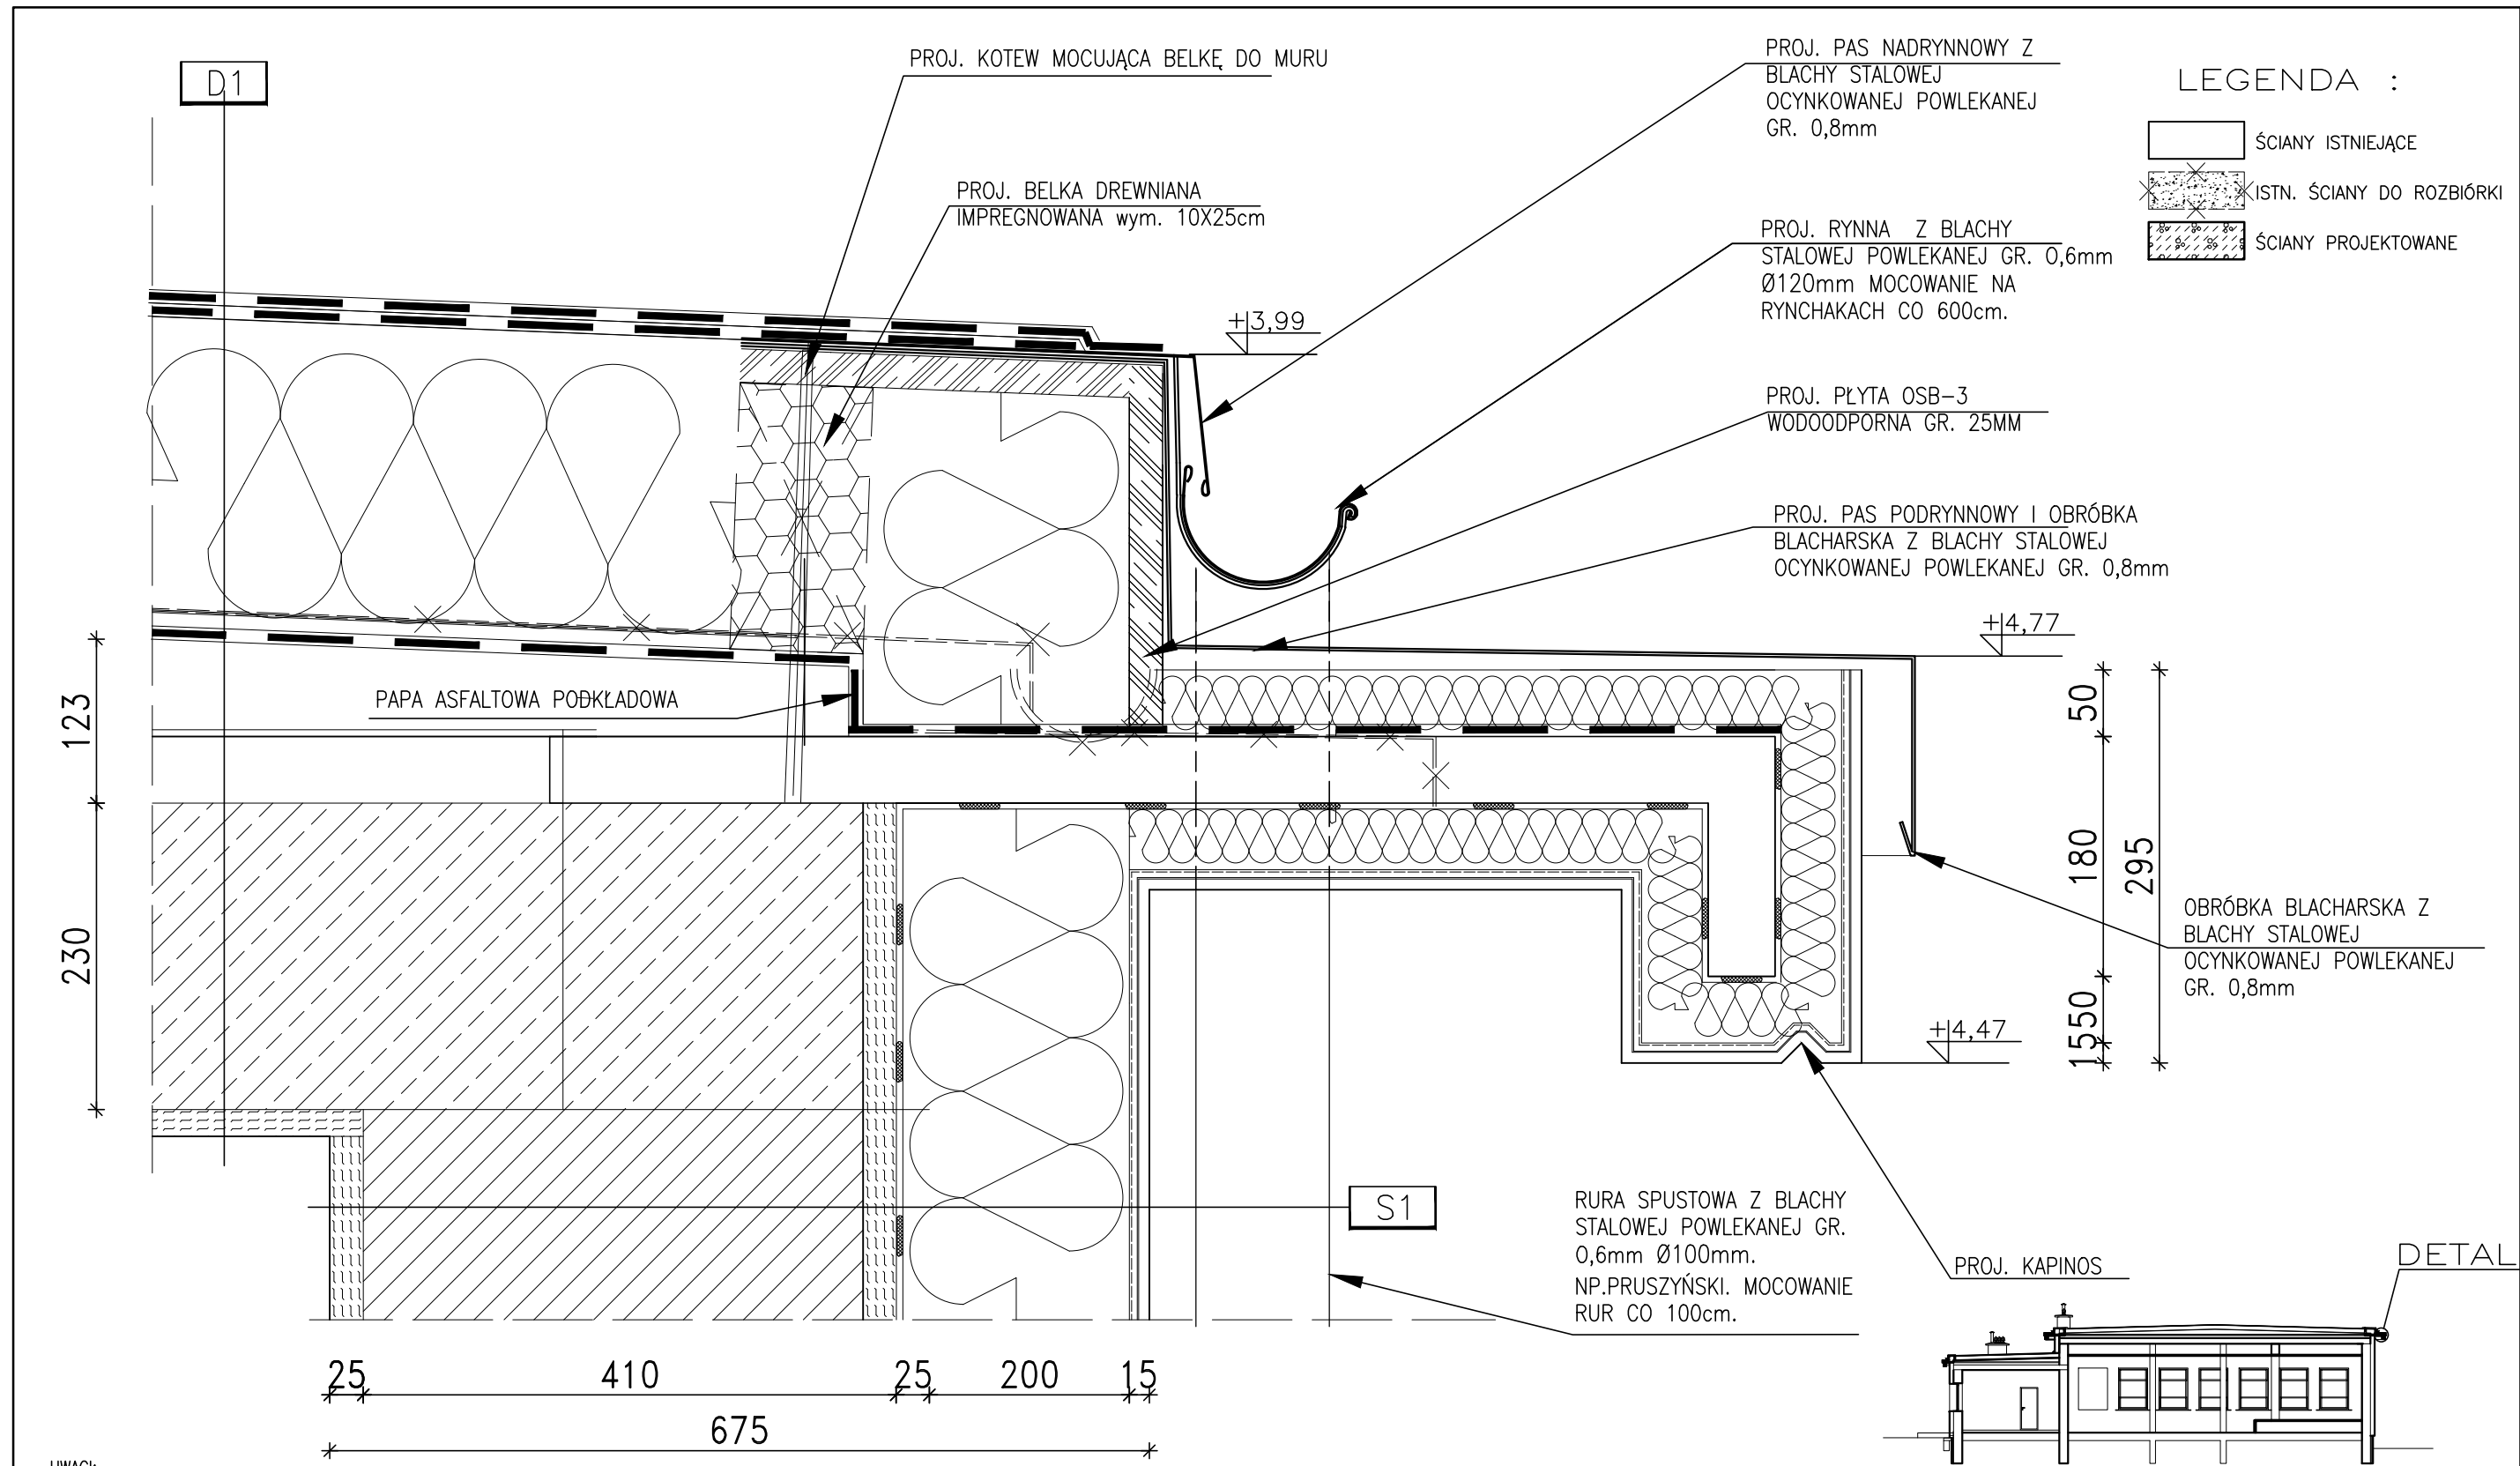 D1
PROJ. KOTEW MOCUJĄCA BELKĘ DO MURU
PROJ. BELKA DREWNIANA
IMPREGNOWANA wym. 10X25cm
PROJ. PAS NADRYNNOWY Z
BLACHY STALOWEJ
OCYNKOWANEJ POWLEKANEJ
GR. 0,8mm
LEGENDA :
ŚCIANY ISTNIEJĄCE
ISTN. ŚCIANY DO ROZBIÓRKI
ŚCIANY PROJEKTOWANE
PROJ. RYNNA Z BLACHY
STALOWEJ POWLEKANEJ GR. 0,6mm
Ø120mm MOCOWANIE NA
RYNCHAKACH CO 600cm.
+3,99
PROJ. PŁYTA OSB-3
WODOODPORNA GR. 25MM
PROJ. PAS PODRYNNOWY I OBRÓBKA
BLACHARSKA Z BLACHY STALOWEJ
OCYNKOWANEJ POWLEKANEJ GR. 0,8mm
+4,77
PAPA ASFALTOWA PODKŁADOWA
123
230
50
180
295
1550
OBRÓBKA BLACHARSKA Z
BLACHY STALOWEJ
OCYNKOWANEJ POWLEKANEJ
GR. 0,8mm
+4,47
S1
RURA SPUSTOWA Z BLACHY
STALOWEJ POWLEKANEJ GR.
0,6mm Ø100mm.
NP.PRUSZYŃSKI. MOCOWANIE
RUR CO 100cm.
PROJ. KAPINOS
DETAL
25 410 25 200 15
675
UWAGI: